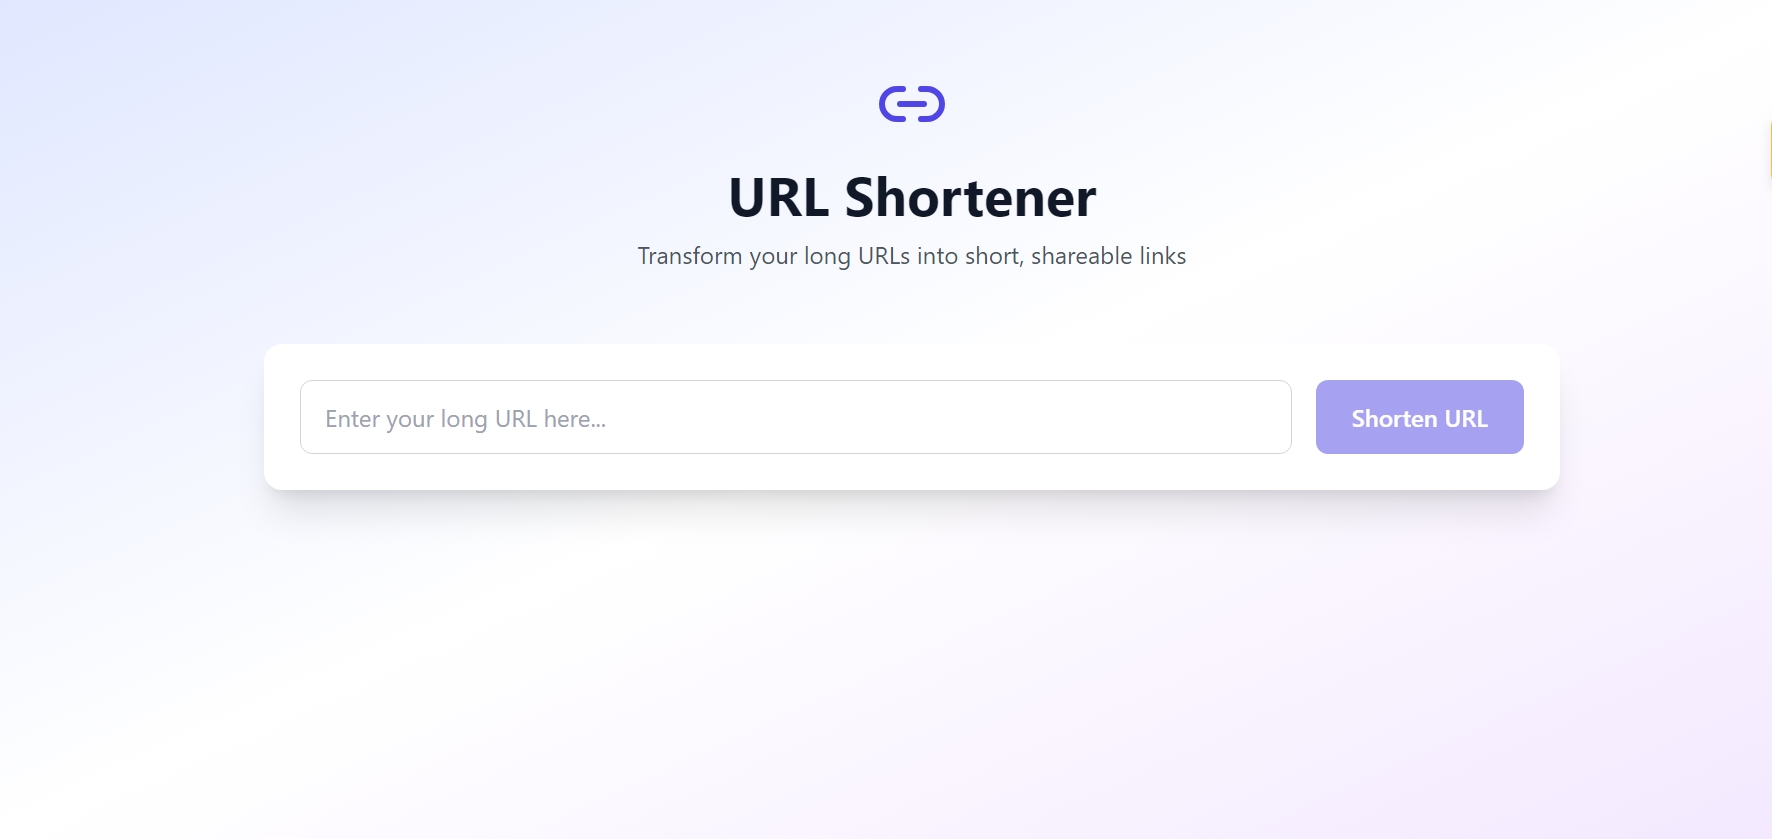 URL Shortener
Transform your long URLs into short, shareable links
Enter your long URL here...
Shorten URL